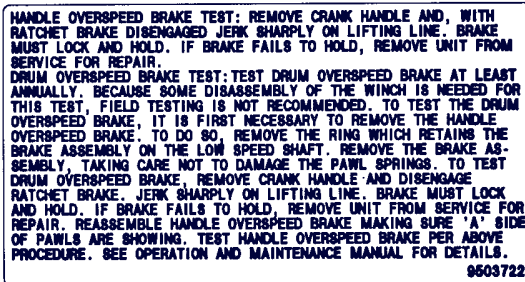 HANDLE OVERSPEED BRAKE TEST: REMOVE CRANK HANDLE AND, WITH
RATCHET BRAKE DISENGAGED JERK SHARPLY ON LIFTING LINE. BRAKE
MUST LOCK AND HOLD. IF BRAKE FAILS TO HOLD, REMOVE UNIT FROM
SERVICE FOR REPAIR.
DRUM OVERSPEED BRAKE TEST: TEST DRUM OVERSPEED BRAKE AT LEAST
ANNUALLY. BECAUSE SOME DISASSEMBLY OF THE WINCH IS NEEDED FOR
THIS TEST, FIELD TESTING IS NOT RECOMMENDED. TO TEST THE DRUM
OVERSPEED BRAKE, IT IS FIRST NECESSARY TO REMOVE THE HANDLE
OVERSPEED BRAKE. TO DO SO, REMOVE THE RING WHICH RETAINS THE
BRAKE ASSEMBLY ON THE LOW SPEED SHAFT. REMOVE THE BRAKE AS-
SEMBLY, TAKING CARE NOT TO DAMAGE THE PAWL SPRINGS. TO TEST
DRUM OVERSPEED BRAKE, REMOVE CRANK HANDLE AND DISENGAGE
RATCHET BRAKE. JERK SHARPLY ON LIFTING LINE. BRAKE MUST LOCK
AND HOLD. IF BRAKE FAILS TO HOLD, REMOVE UNIT FROM SERVICE FOR
REPAIR. REASSEMBLE HANDLE OVERSPEED BRAKE MAKING SURE 'A' SIDE
OF PAWLS ARE SHOWING. TEST HANDLE OVERSPEED BRAKE PER ABOVE
PROCEDURE. SEE OPERATION AND MAINTENANCE MANUAL FOR DETAILS.
9503722